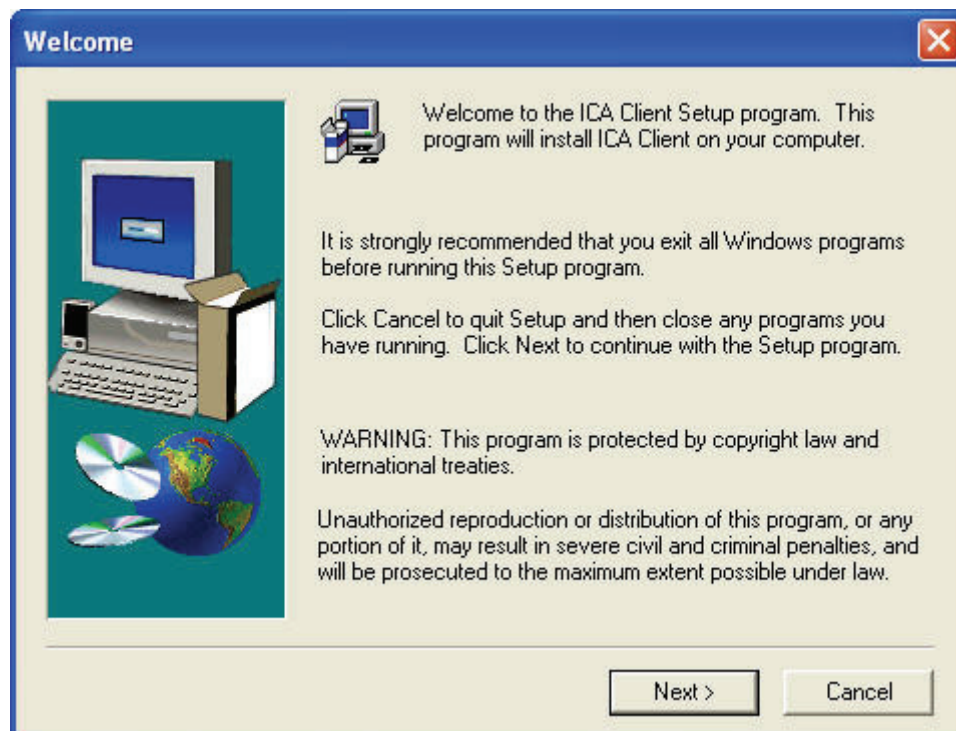 Welcome
Welcome to the ICA Client Setup program.  This
program will install ICA Client on your computer.
It is strongly recommended that you exit all Windows programs
before running this Setup program.
Click Cancel to quit Setup and then close any programs you
have running.  Click Next to continue with the Setup program.
WARNING: This program is protected by copyright law and
international treaties.
Unauthorized reproduction or distribution of this program, or any
portion of it, may result in severe civil and criminal penalties, and
will be prosecuted to the maximum extent possible under law.
Next >
Cancel